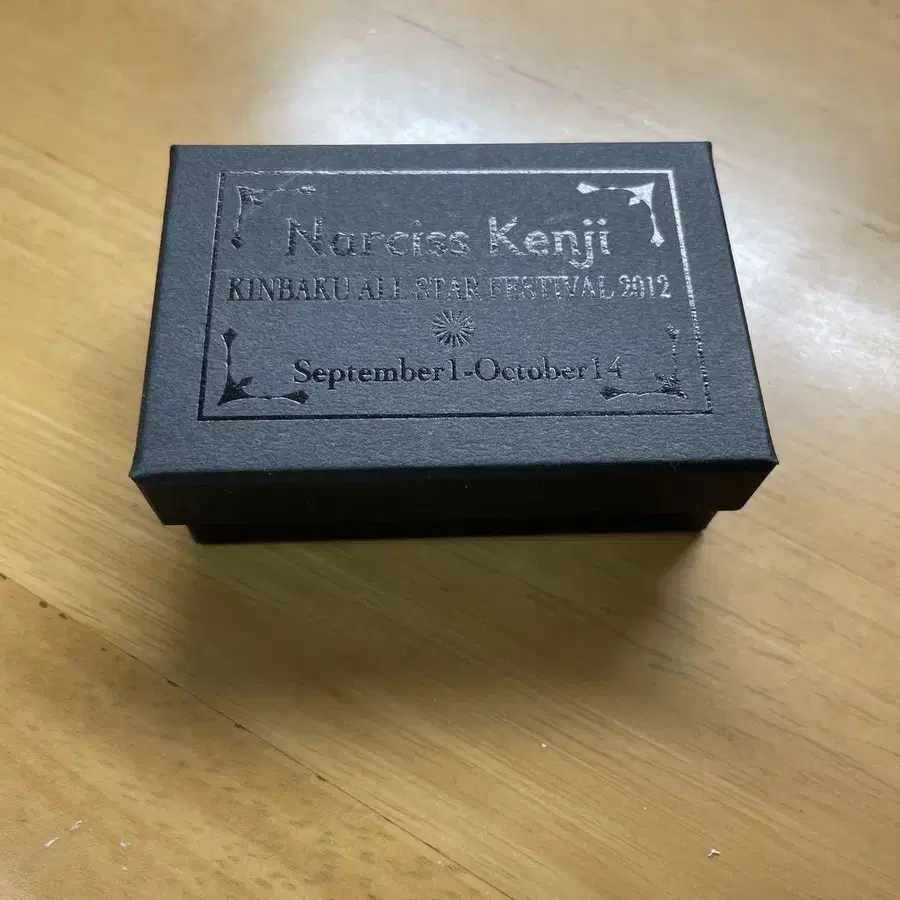 Narciss Kenji
KINBAKU ALL STAR FESTIVAL 2012
September1-October14